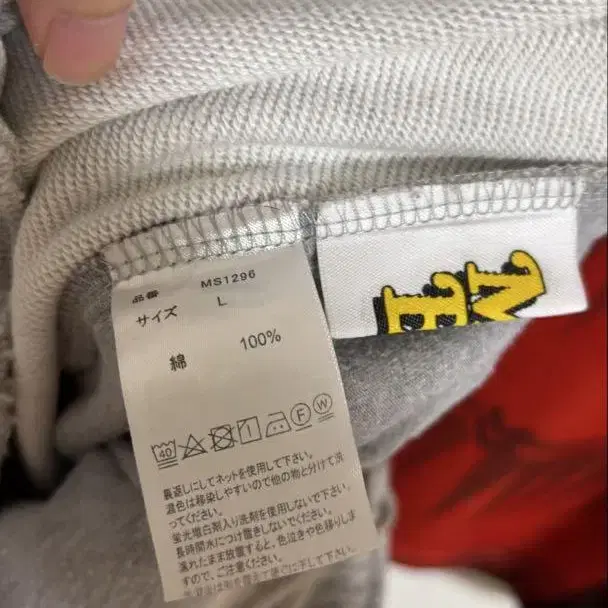 品番 MS1296
サイズ L
綿 100%
40 F W
裏返しにしてネットを使用して下さい。
濃色は移染しやすいので他の物と分けて洗
ってください。
蛍光増白剤入り洗剤を使用しないで下さい。
長時間水につけ置きしないでください。
濡れたまま放置すると、色泣きや色移りしま
すので、ご注意ください。